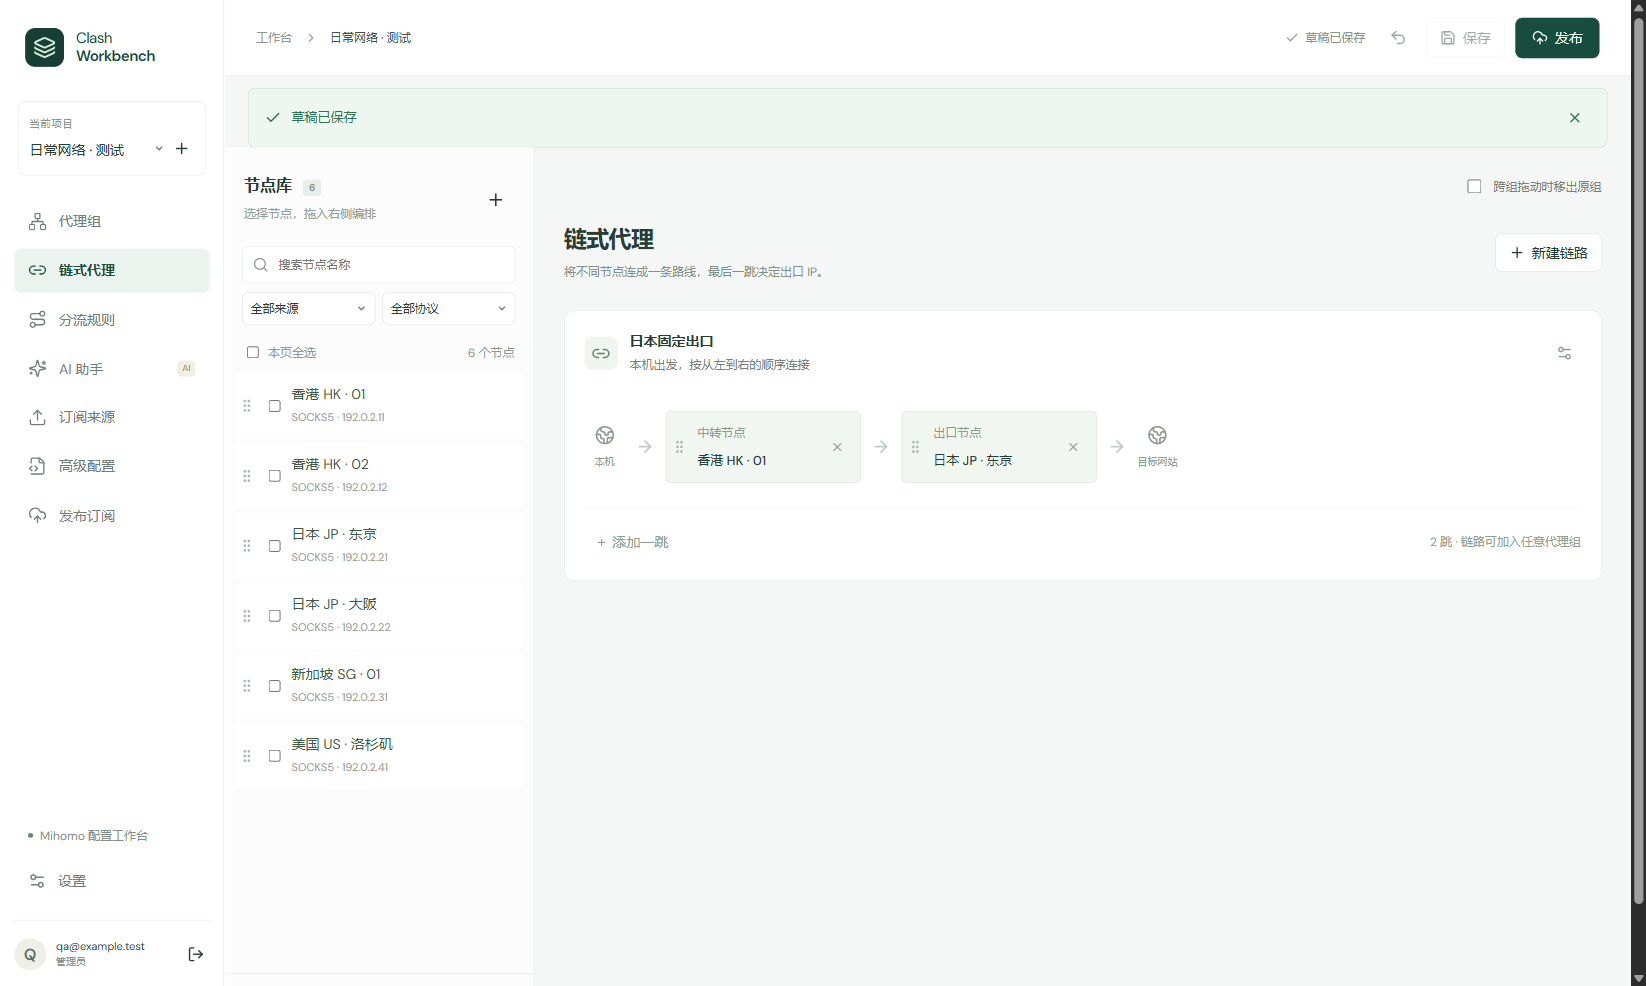 Clash
Workbench
当前项目
日常网络 · 测试
代理组
链式代理
分流规则
AI 助手
AI
订阅来源
高级配置
发布订阅
Mihomo 配置工作台
设置
Q
qa@example.test
管理员
工作台
日常网络 · 测试
草稿已保存
保存
发布
草稿已保存
节点库 6
选择节点，拖入右侧编排
搜索节点名称
全部来源
全部协议
本页全选
6 个节点
香港 HK · 01
SOCKS5 · 192.0.2.11
香港 HK · 02
SOCKS5 · 192.0.2.12
日本 JP · 东京
SOCKS5 · 192.0.2.21
日本 JP · 大阪
SOCKS5 · 192.0.2.22
新加坡 SG · 01
SOCKS5 · 192.0.2.31
美国 US · 洛杉矶
SOCKS5 · 192.0.2.41
跨组拖动时移出原组
链式代理
将不同节点连成一条路线，最后一跳决定出口 IP。
+ 新建链路
日本固定出口
本机出发，按从左到右的顺序连接
本机
中转节点
香港 HK · 01
出口节点
日本 JP · 东京
目标网站
+ 添加一跳
2 跳 · 链路可加入任意代理组